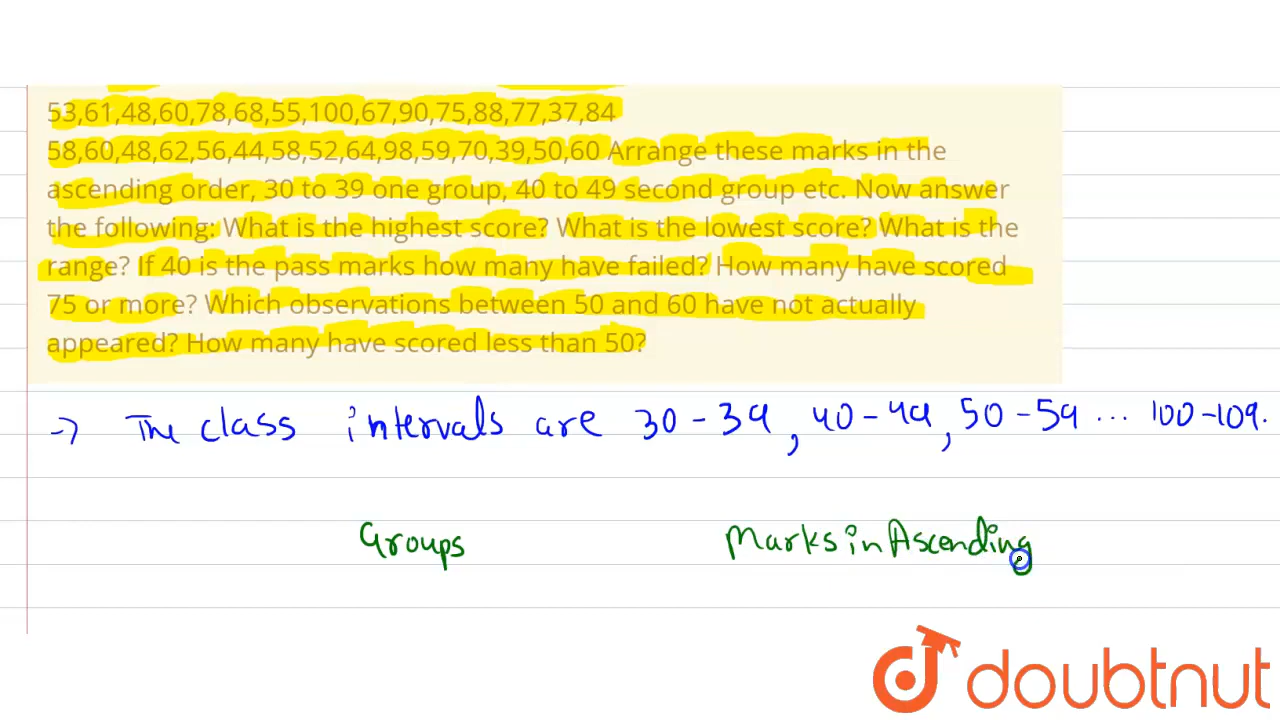 53,61,48,60,78,68,55,100,67,90,75,88,77,37,84
58,60,48,62,56,44,58,52,64,98,59,70,39,50,60 Arrange these marks in the
ascending order, 30 to 39 one group, 40 to 49 second group etc. Now answer
the following: What is the highest score? What is the lowest score? What is the
range? If 40 is the pass marks how many have failed? How many have scored
75 or more? Which observations between 50 and 60 have not actually
appeared? How many have scored less than 50?
→ The class intervals are 30-39, 40-49, 50-59 ... 100-109.
Groups Marks in Ascending
doubtnut